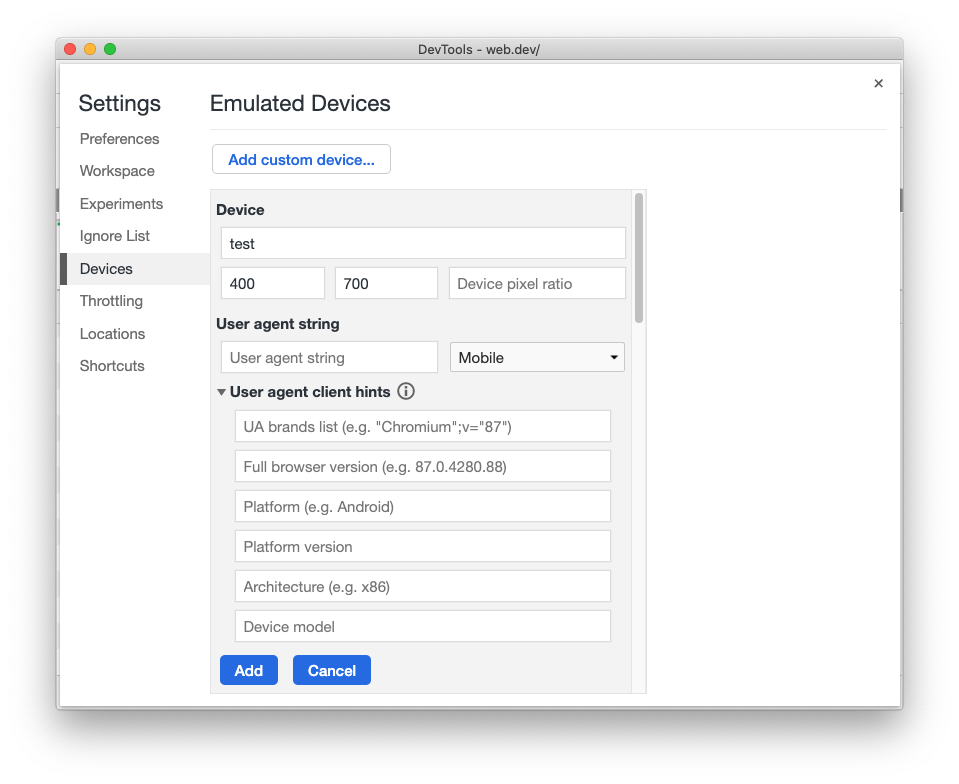 DevTools - web.dev/
Settings
Preferences
Workspace
Experiments
Ignore List
Devices
Throttling
Locations
Shortcuts
Emulated Devices
Add custom device...
Device
test
400 700 Device pixel ratio
User agent string
User agent string Mobile
User agent client hints
UA brands list (e.g. "Chromium";v="87")
Full browser version (e.g. 87.0.4280.88)
Platform (e.g. Android)
Platform version
Architecture (e.g. x86)
Device model
Add Cancel